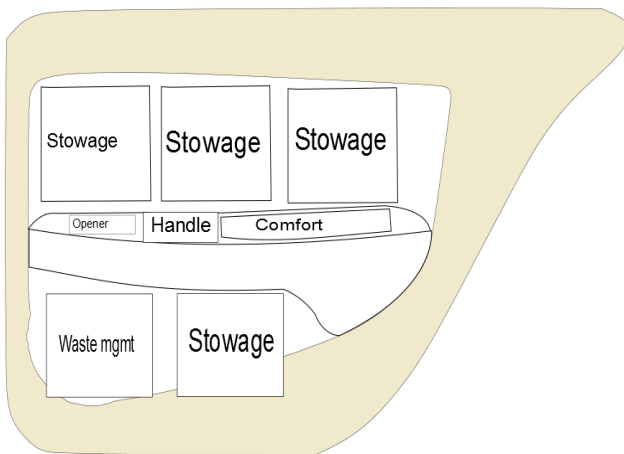 Stowage
Stowage
Stowage
Opener
Handle
Comfort
Waste mgmt
Stowage